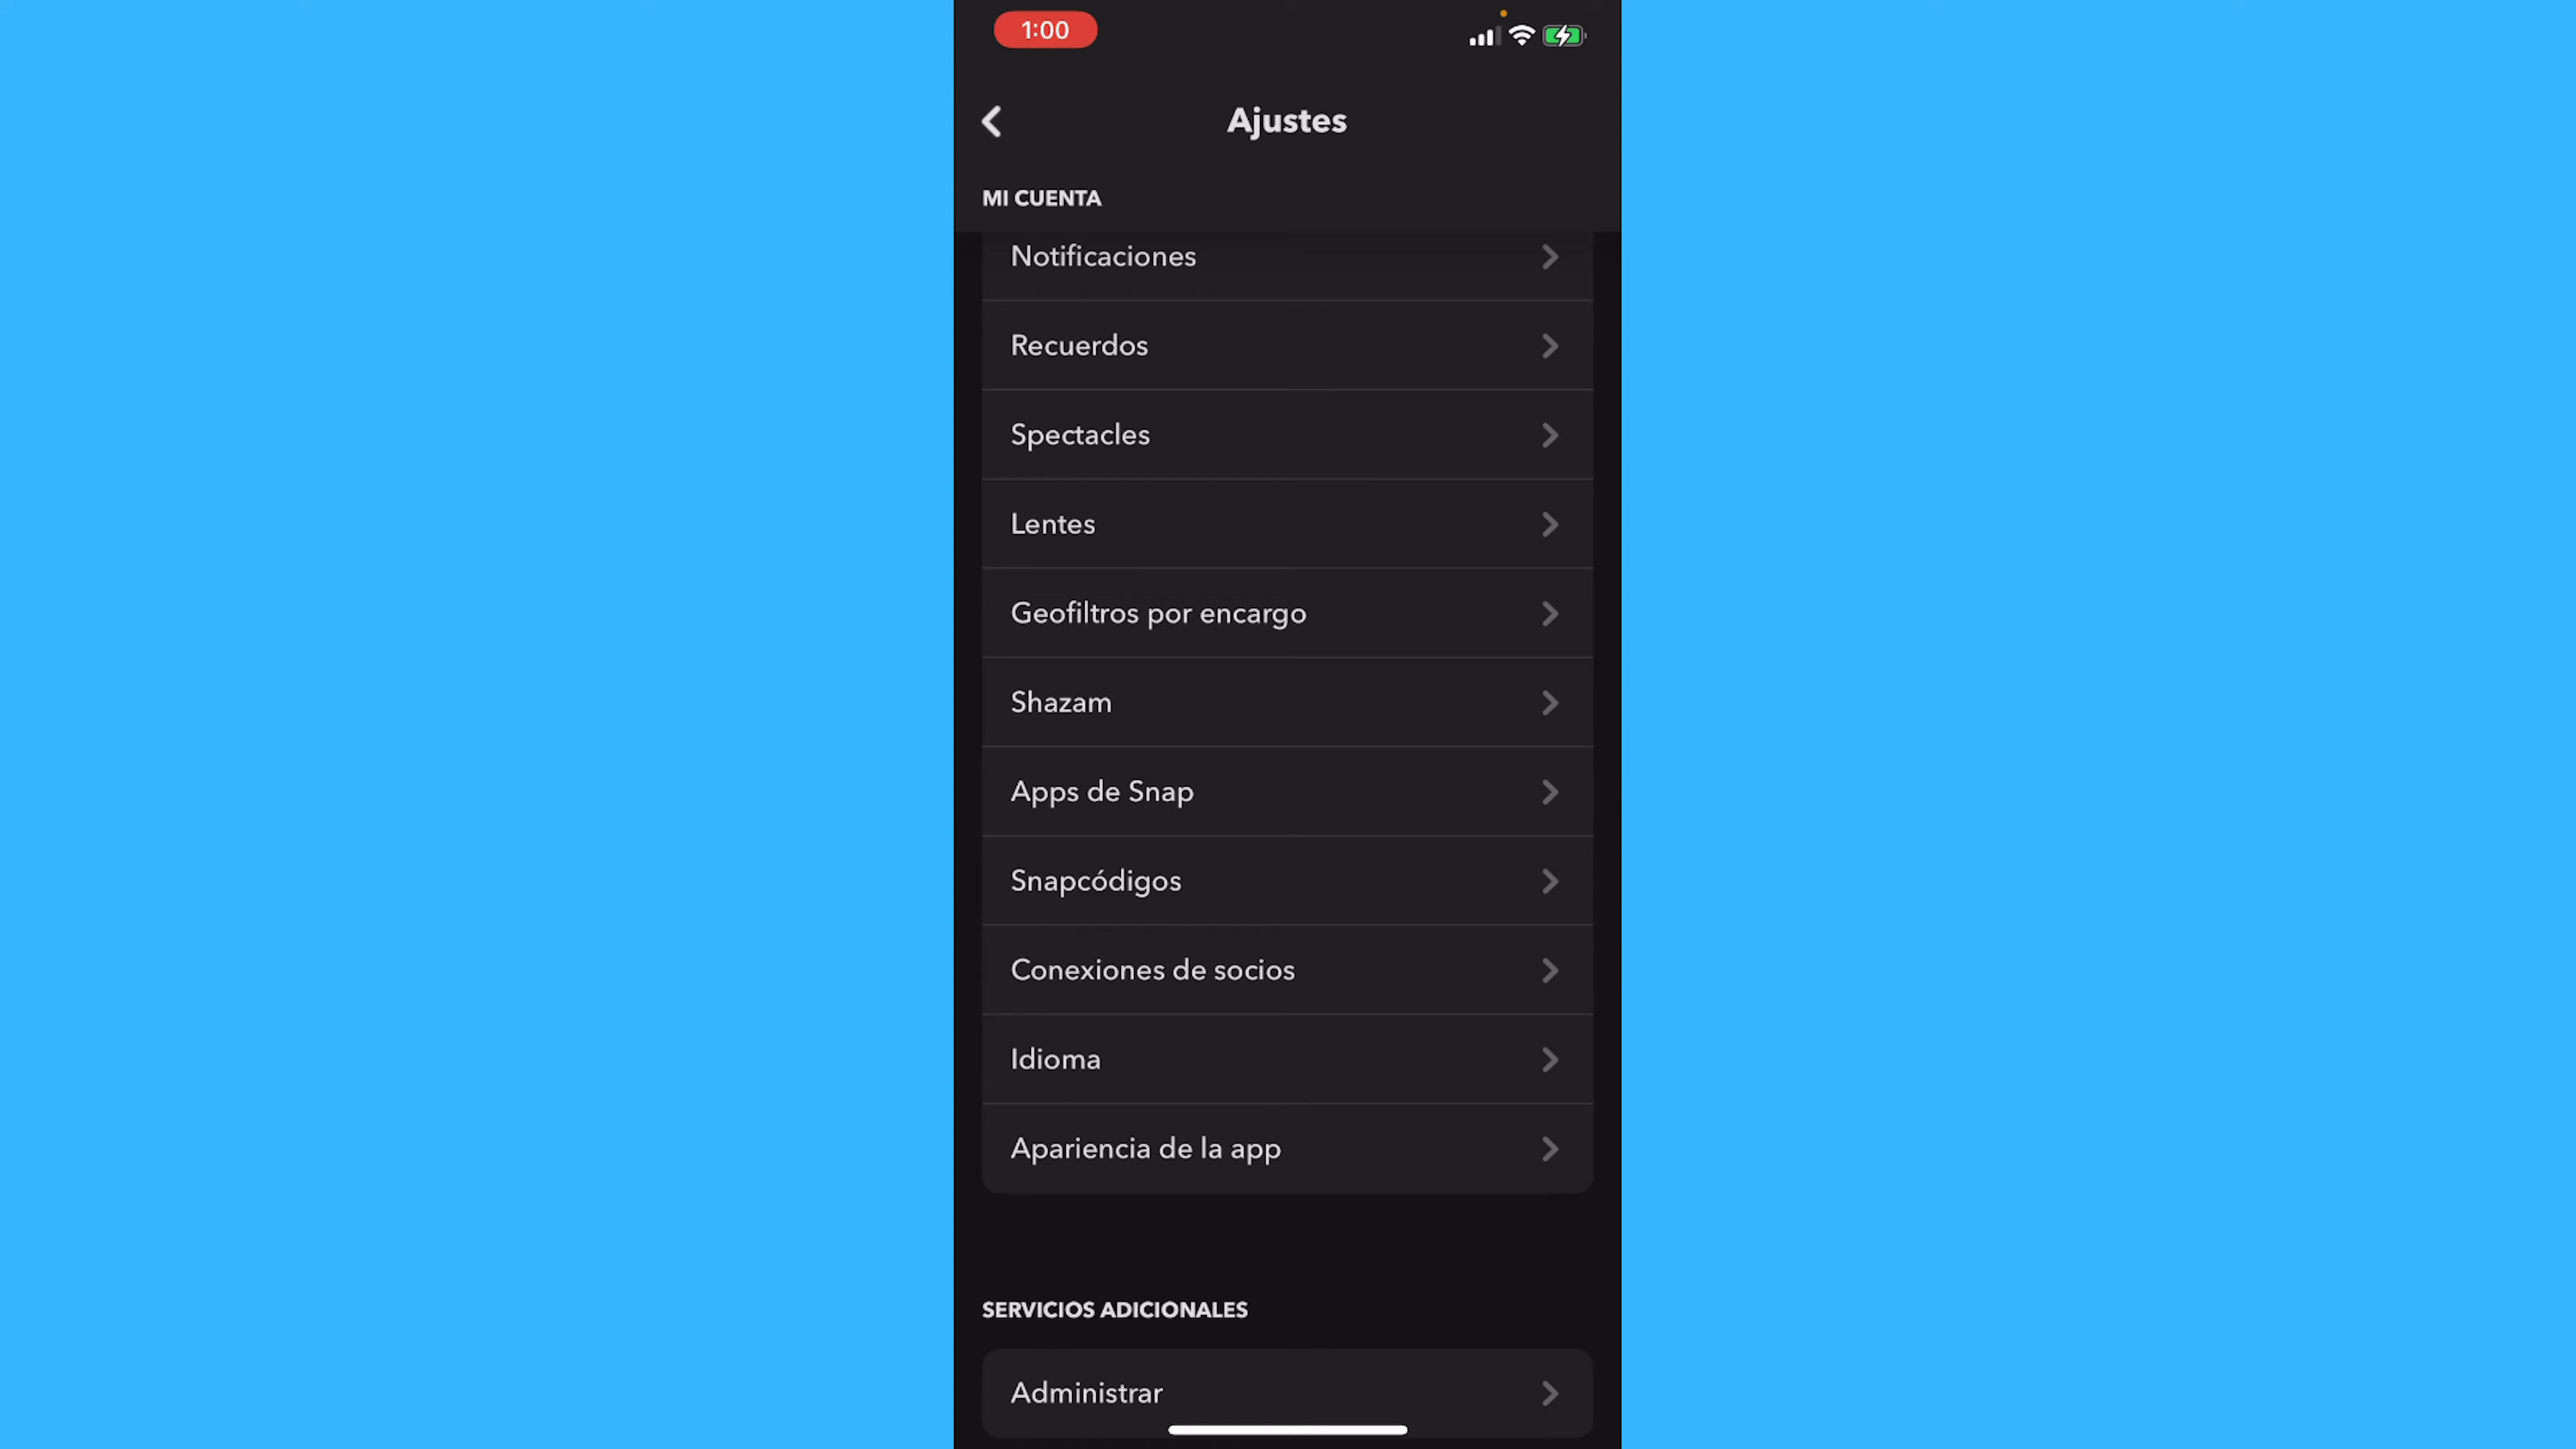 1:00
Ajustes
MI CUENTA
Notificaciones
Recuerdos
Spectacles
Lentes
Geofiltros por encargo
Shazam
Apps de Snap
Snapcódigos
Conexiones de socios
Idioma
Apariencia de la app
SERVICIOS ADICIONALES
Administrar